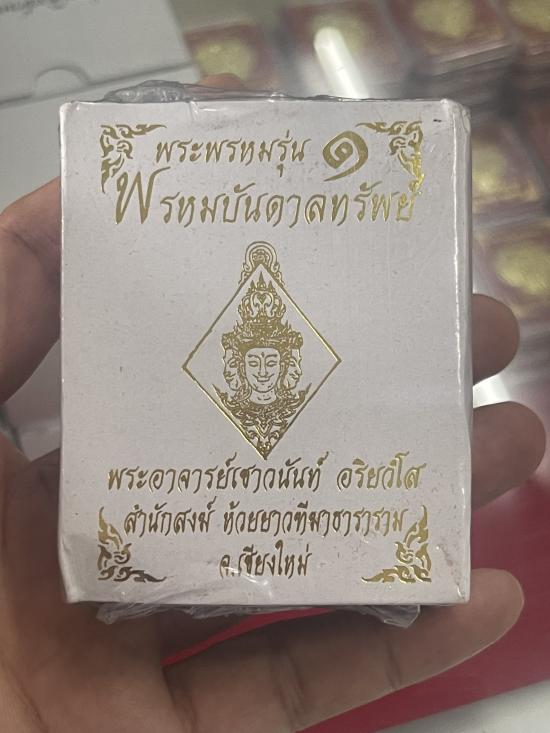 พระพรหมรุ่น ๑
พรหมบันดาลทรัพย์
พระอาจารย์เชาวนันท์ อริยวํโส
สำนักสงฆ์ ห้วยยาวทีฆาธาราราม
จ.เชียงใหม่